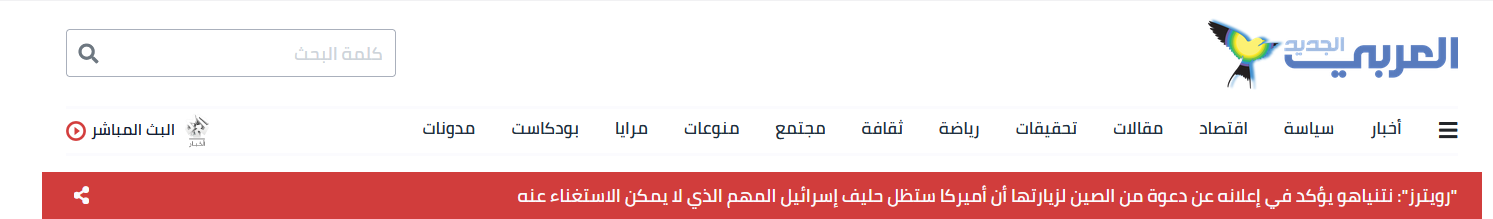 العربي الجديد
كلمة البحث
أخبار سياسة اقتصاد مقالات تحقيقات رياضة ثقافة مجتمع منوعات مرايا بودكاست مدونات
أخبار
البث المباشر
"رويترز": نتنياهو يؤكد في إعلانه عن دعوة من الصين لزيارتها أن أميركا ستظل حليف إسرائيل المهم الذي لا يمكن الاستغناء عنه